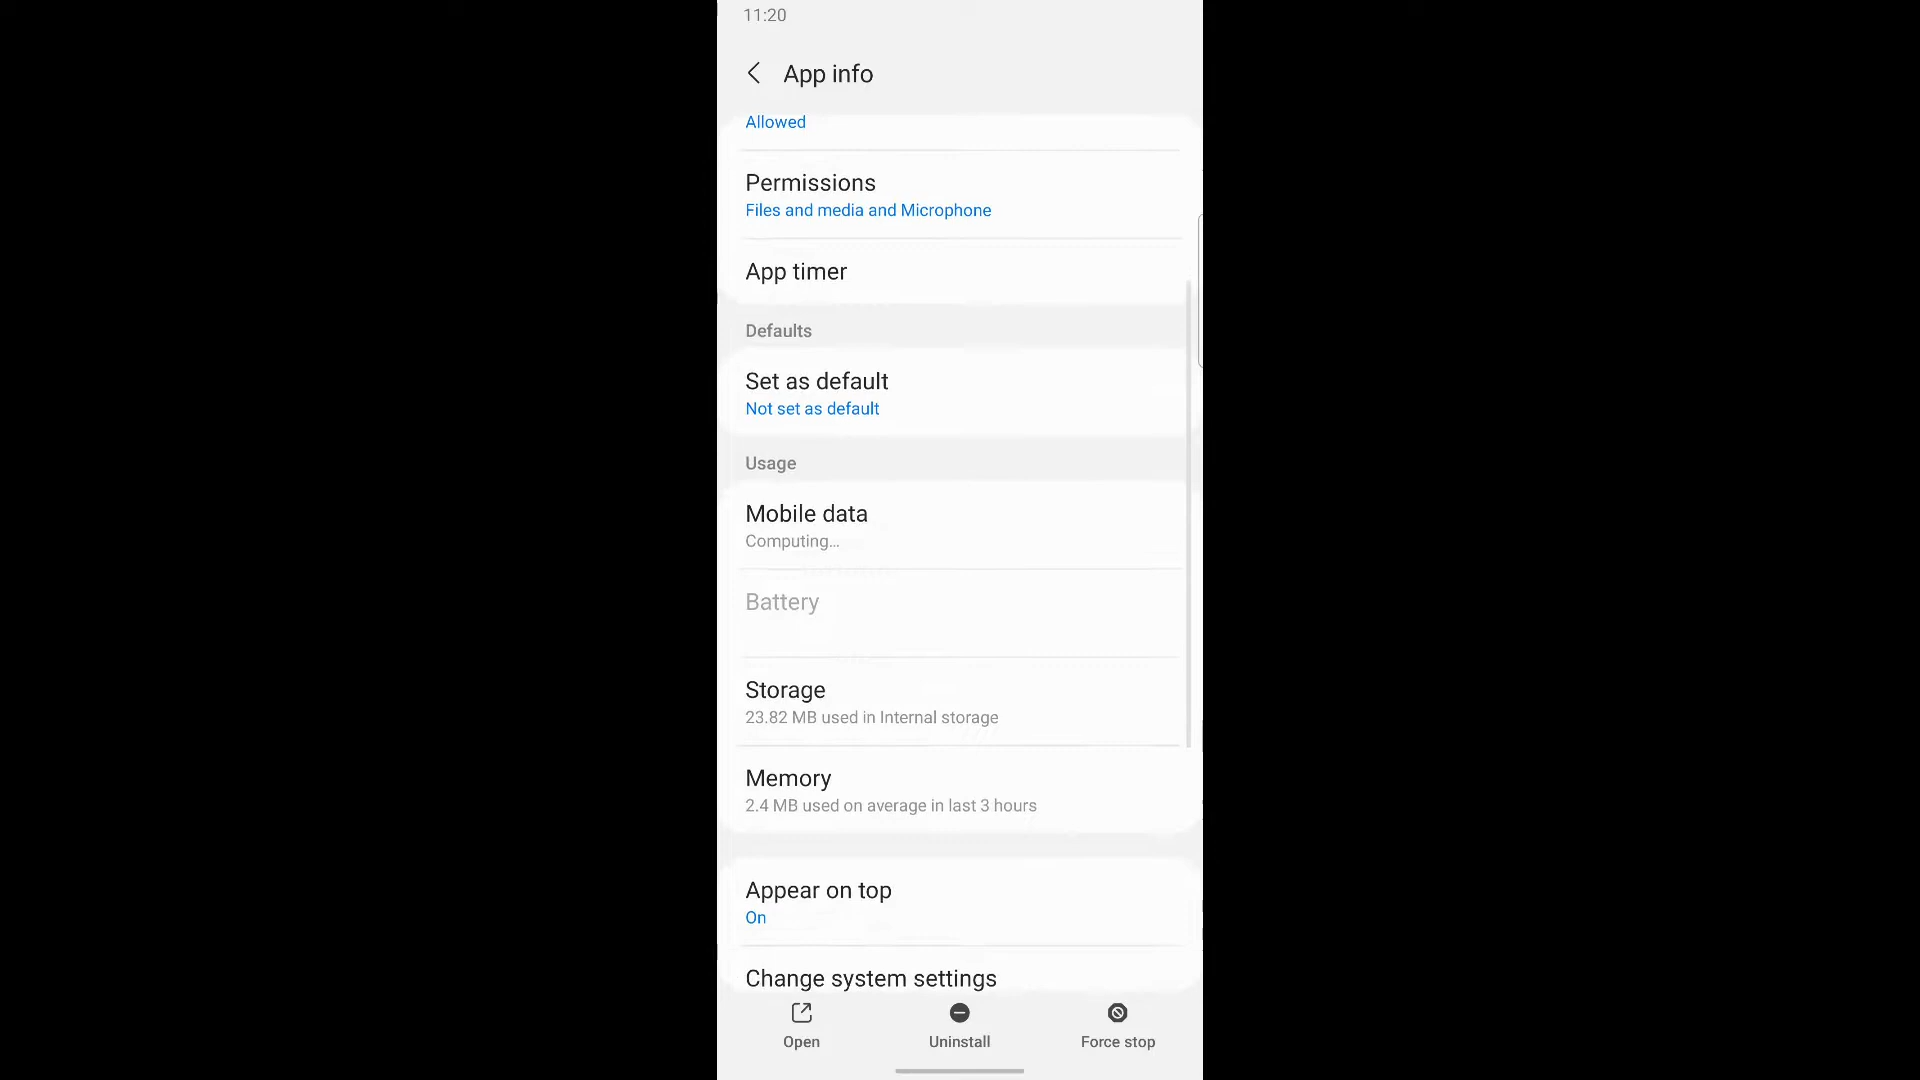 11:20
App info
Allowed
Permissions
Files and media and Microphone
App timer
Defaults
Set as default
Not set as default
Usage
Mobile data
Computing…
Battery
Storage
23.82 MB used in Internal storage
Memory
2.4 MB used on average in last 3 hours
Appear on top
On
Change system settings
Open
Uninstall
Force stop